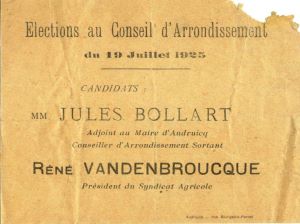 Elections au Conseil d'Arrondissement
du 19 Juillet 1925
CANDIDATS :
MM JULES BOLLART
Adjoint au Maire d'Andruicq
Conseiller d'Arrondissement Sortant
RÉNÉ VANDENBROUCQUE
Président du Syndicat Agricole